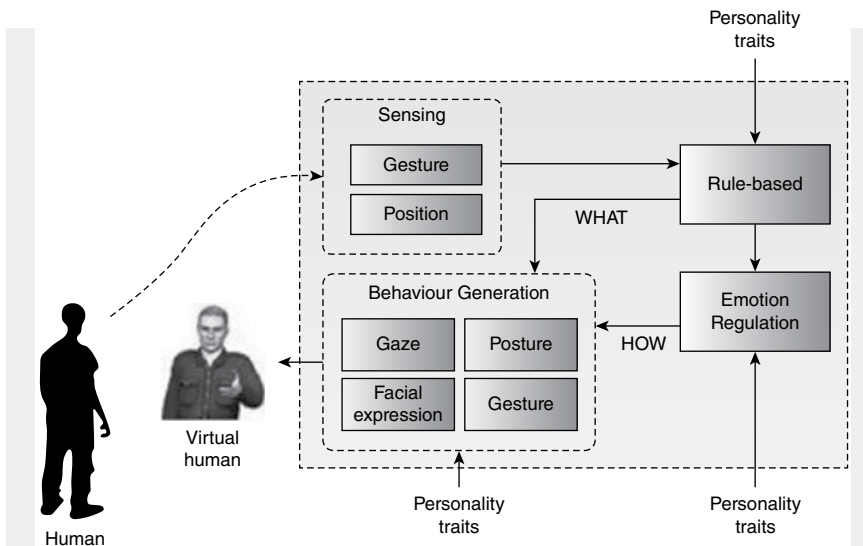 Personality
traits
Sensing
Gesture
Position
Rule-based
WHAT
Behaviour Generation
Gaze
Posture
Facial
expression
Gesture
Emotion
Regulation
HOW
Virtual
human
Human
Personality
traits
Personality
traits